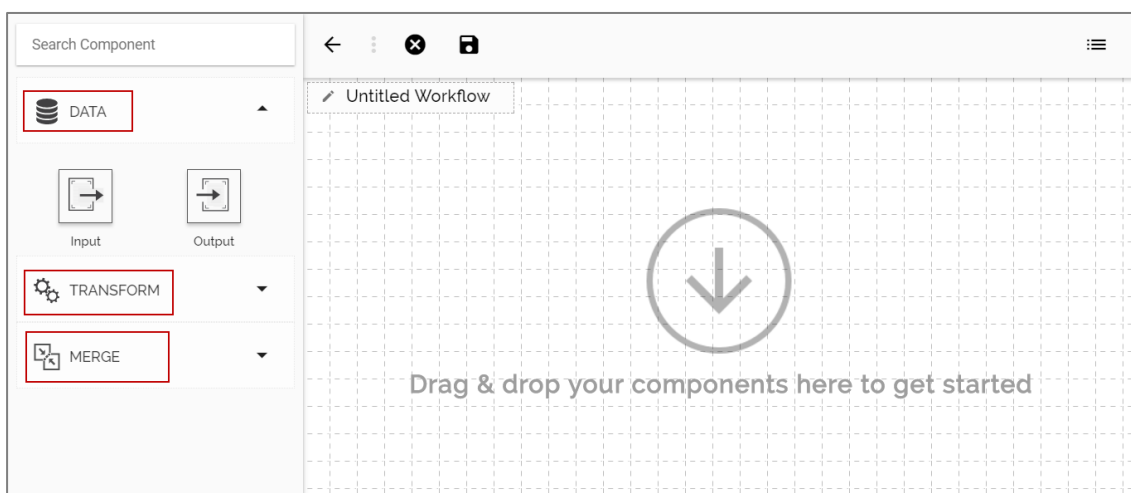 Search Component
DATA
Input
Output
TRANSFORM
MERGE
Untitled Workflow
Drag & drop your components here to get started